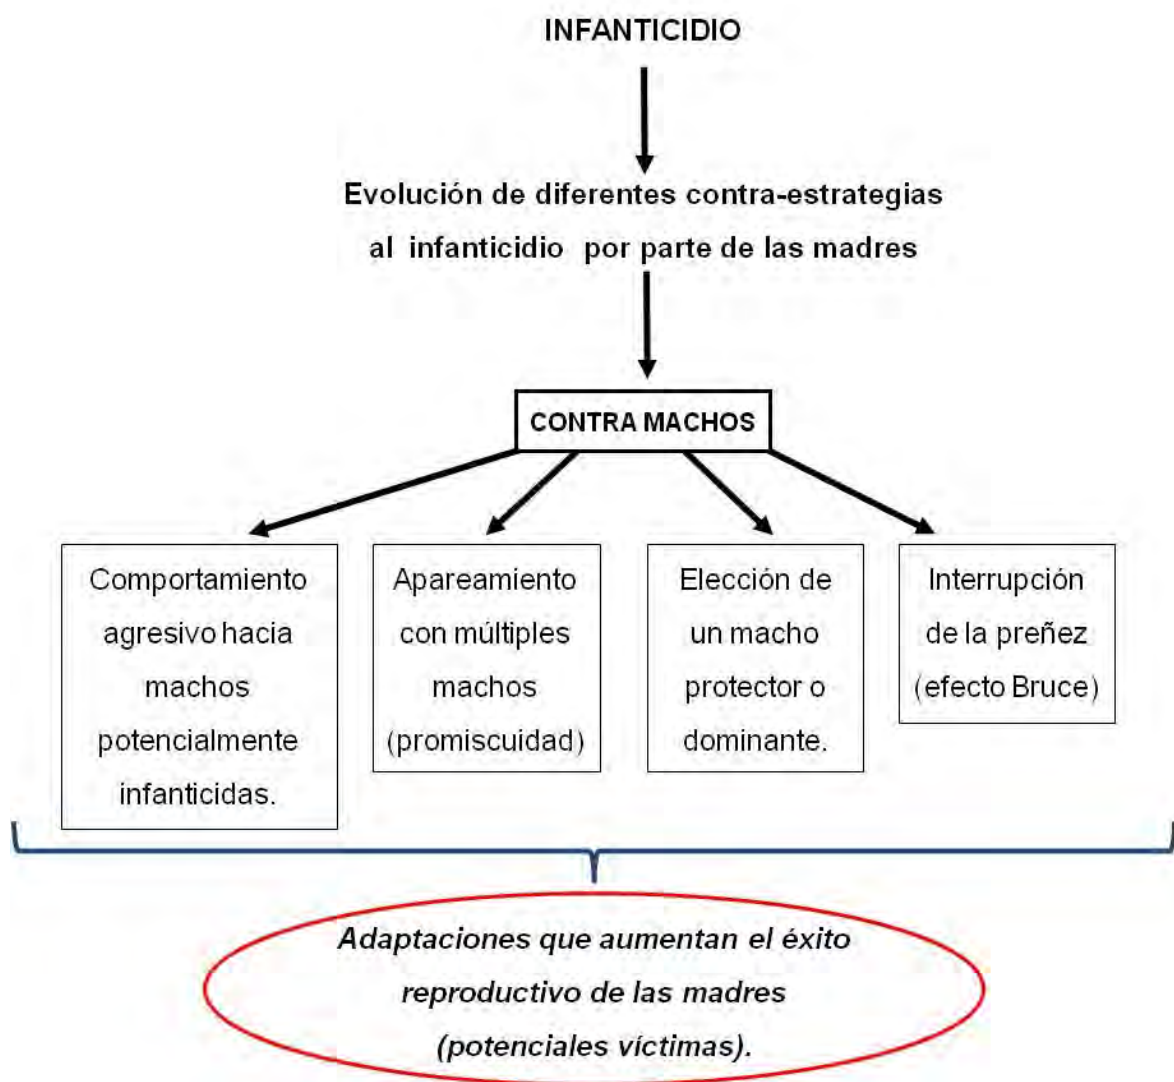 INFANTICIDIO
Evolución de diferentes contra-estrategias
al infanticidio por parte de las madres
CONTRA MACHOS
Comportamiento
agresivo hacia
machos
potencialmente
infanticidas.
Apareamiento
con múltiples
machos
(promiscuidad)
Elección de
un macho
protector o
dominante.
Interrupción
de la preñez
(efecto Bruce)
Adaptaciones que aumentan el éxito
reproductivo de las madres
(potenciales víctimas).